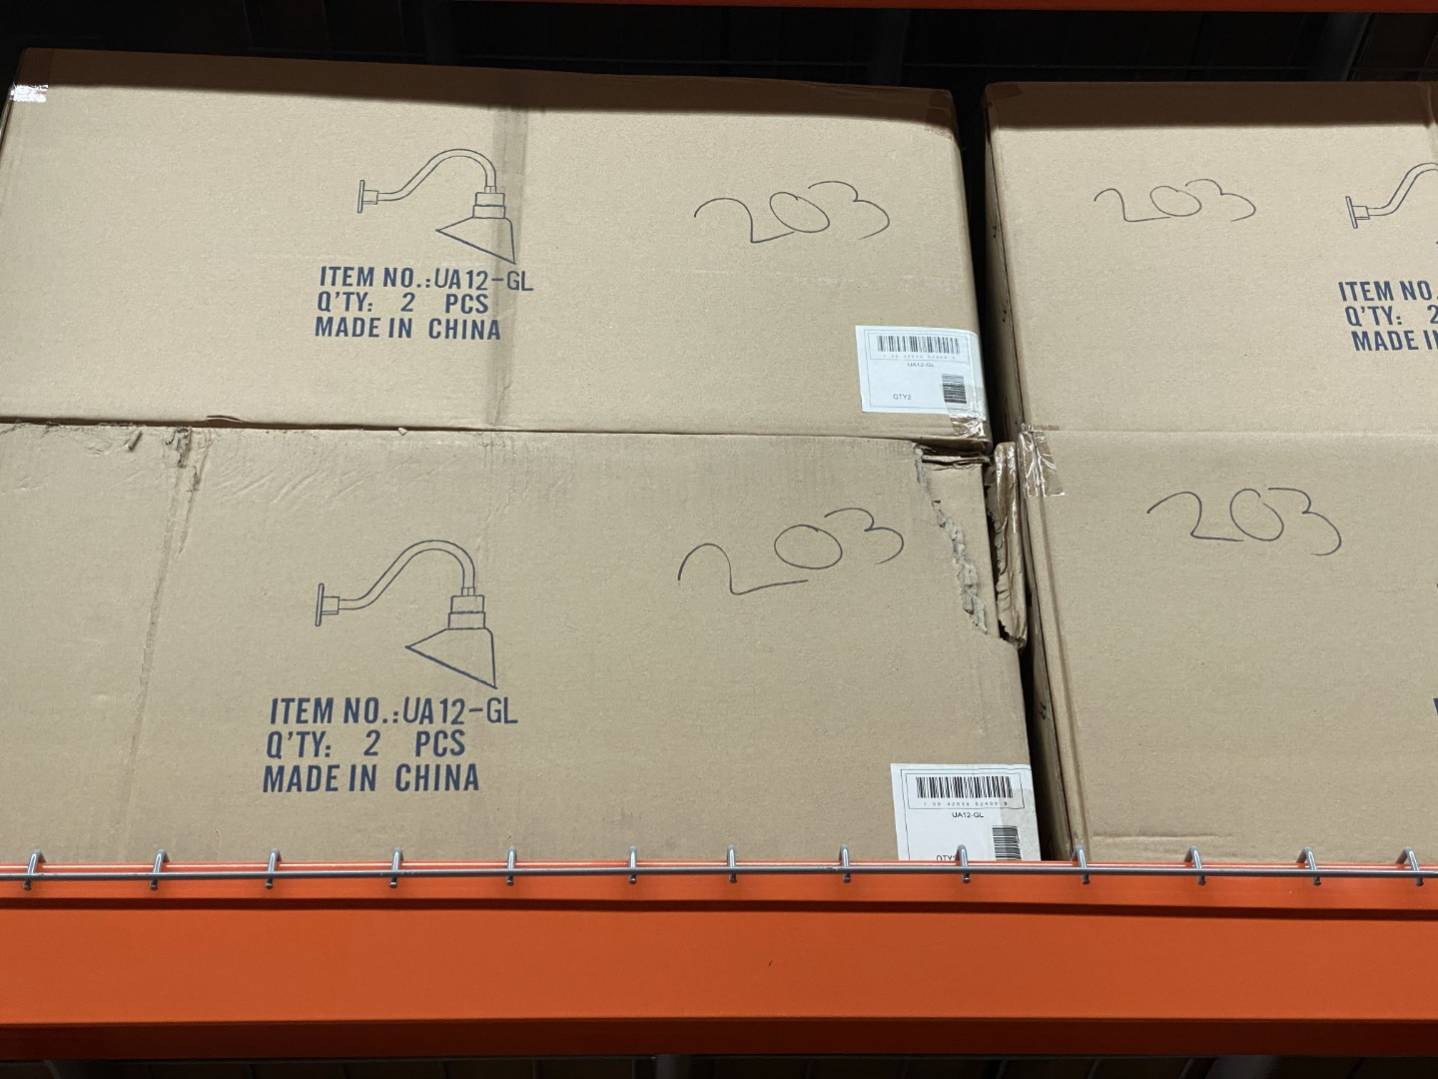 203
ITEM NO.:UA12-GL
Q'TY: 2 PCS
MADE IN CHINA
UA12-GL
QTY2
203
ITEM NO.
Q'TY: 2
MADE IN
203
ITEM NO.:UA12-GL
Q'TY: 2 PCS
MADE IN CHINA
UA12-GL
QTY
203